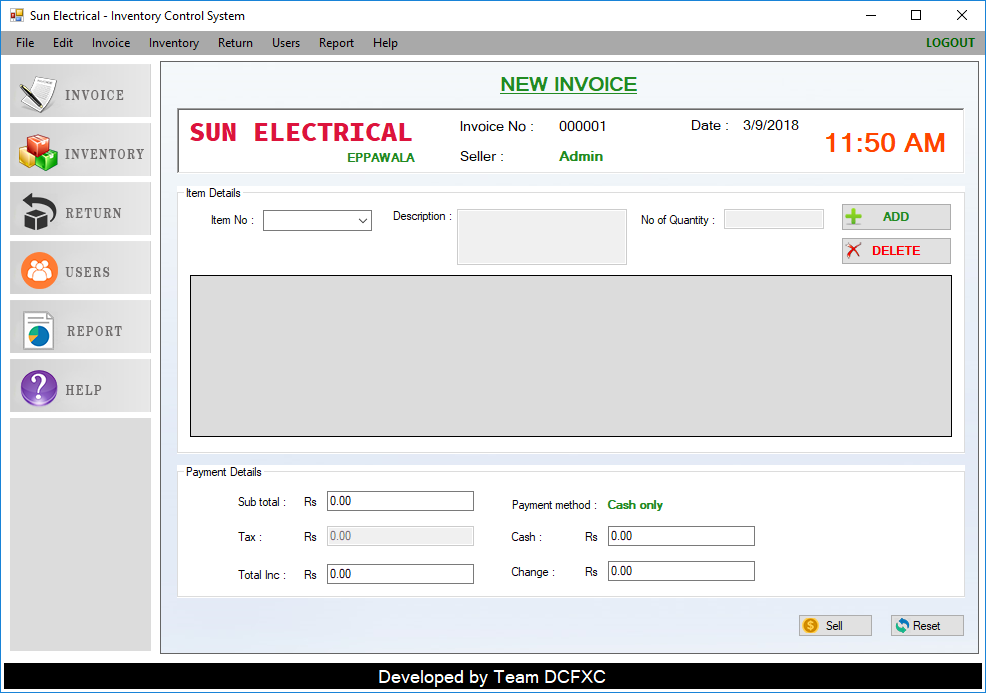 Sun Electrical - Inventory Control System
File Edit Invoice Inventory Return Users Report Help LOGOUT
INVOICE
INVENTORY
RETURN
USERS
REPORT
HELP
NEW INVOICE
SUN ELECTRICAL
EPPAWALA
Invoice No : 000001
Seller : Admin
Date : 3/9/2018
11:50 AM
Item Details
Item No :
Description :
No of Quantity :
ADD
DELETE
Payment Details
Sub total : Rs 0.00
Tax : Rs 0.00
Total Inc : Rs 0.00
Payment method : Cash only
Cash : Rs 0.00
Change : Rs 0.00
Sell
Reset
Developed by Team DCFXC